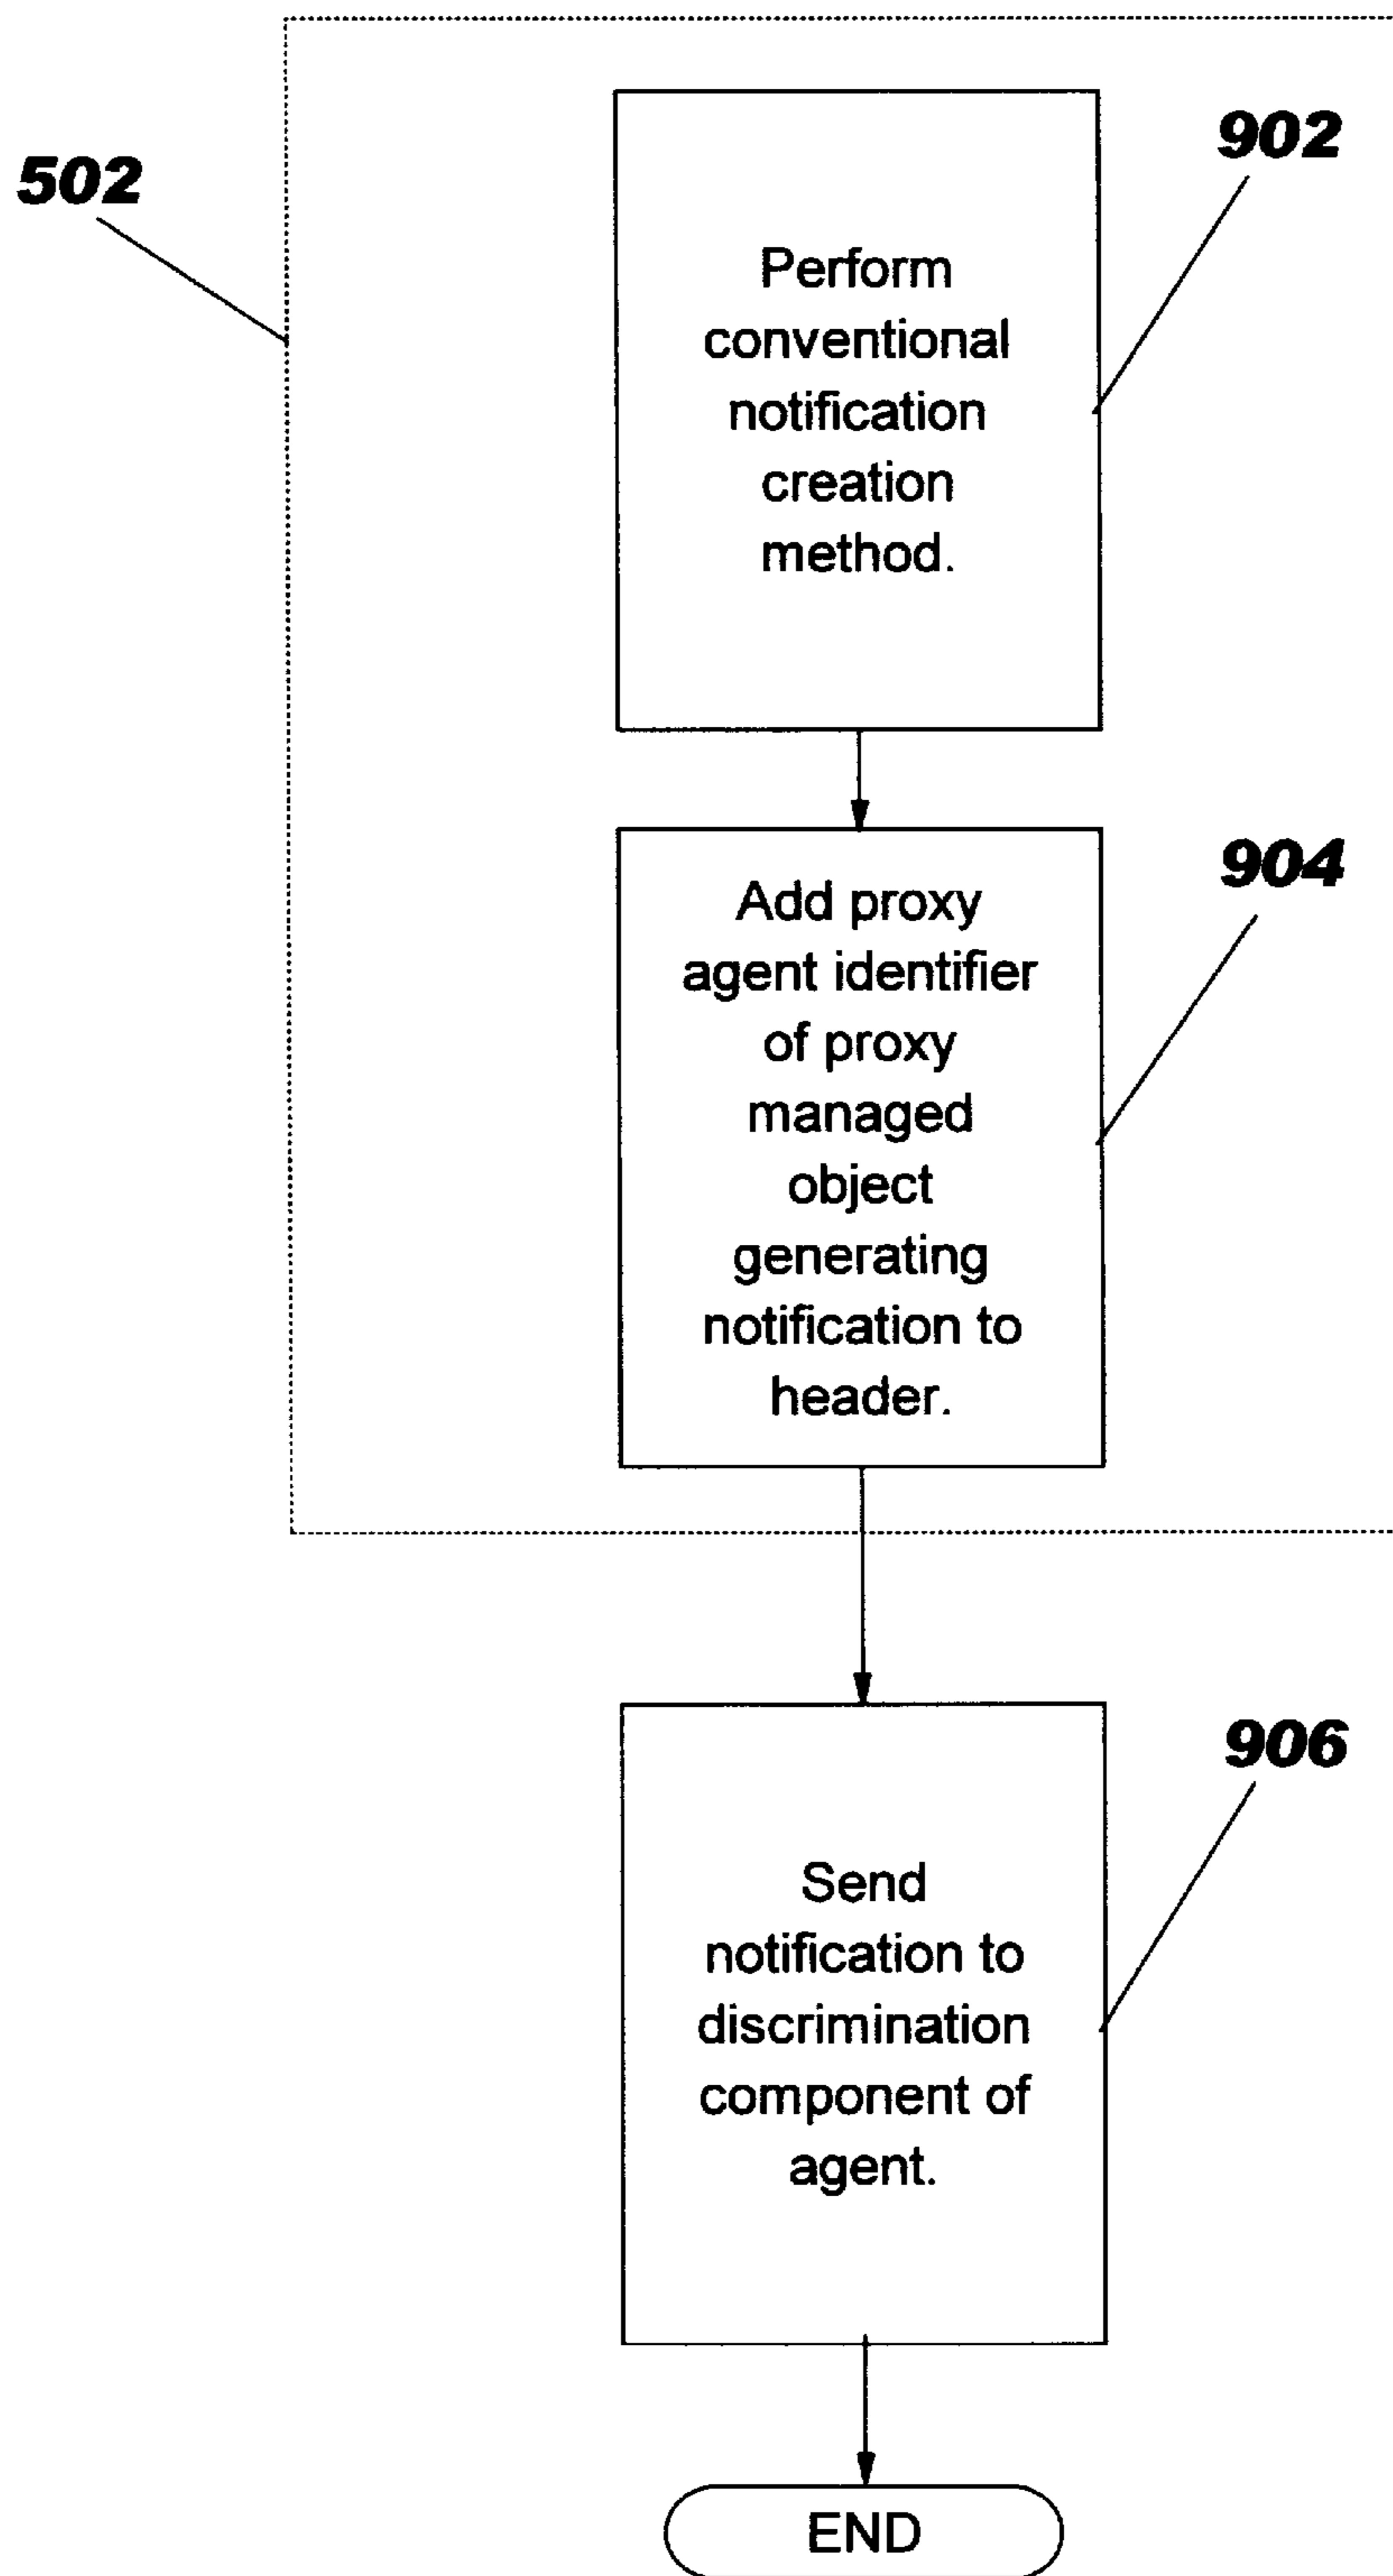 502
902
Perform
conventional
notification
creation
method.
904
Add proxy
agent identifier
of proxy
managed
object
generating
notification to
header.
906
Send
notification to
discrimination
component of
agent.
END